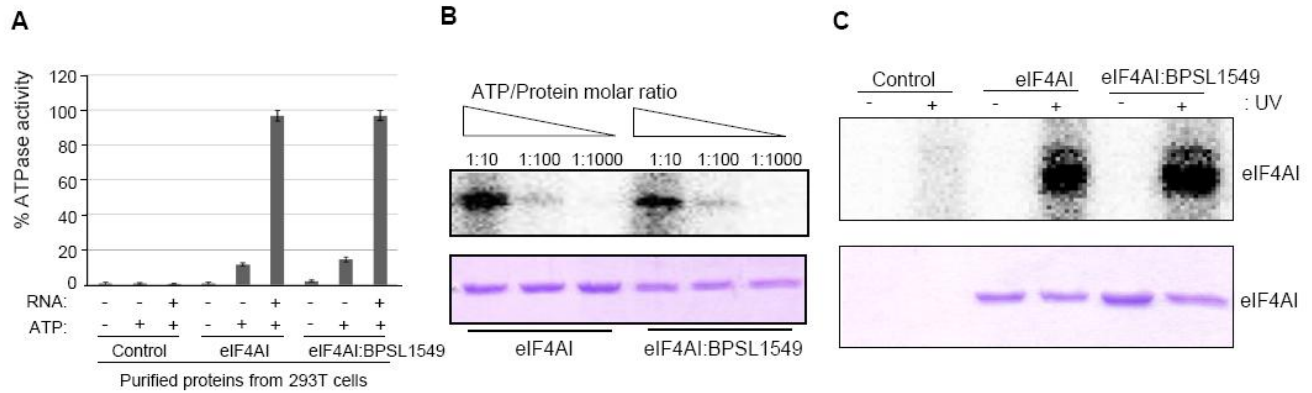 A
% ATPase activity
120
100
80
60
40
20
0
RNA: - - + - - + - - +
ATP: - + + - + + - + +
Control eIF4AI eIF4AI:BPSL1549
Purified proteins from 293T cells
B
ATP/Protein molar ratio
1:10 1:100 1:1000 1:10 1:100 1:1000
eIF4AI eIF4AI:BPSL1549
C
Control eIF4AI eIF4AI:BPSL1549
- + - + - + : UV
eIF4AI
eIF4AI